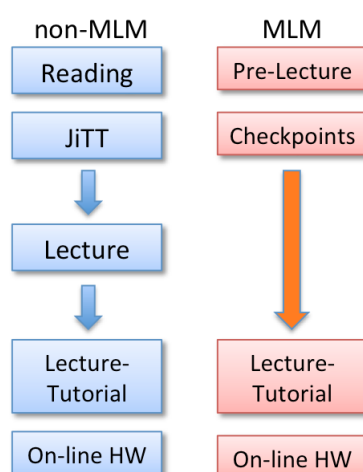 non-MLM
Reading
JiTT
Lecture
Lecture-
Tutorial
On-line HW
MLM
Pre-Lecture
Checkpoints
Lecture-
Tutorial
On-line HW